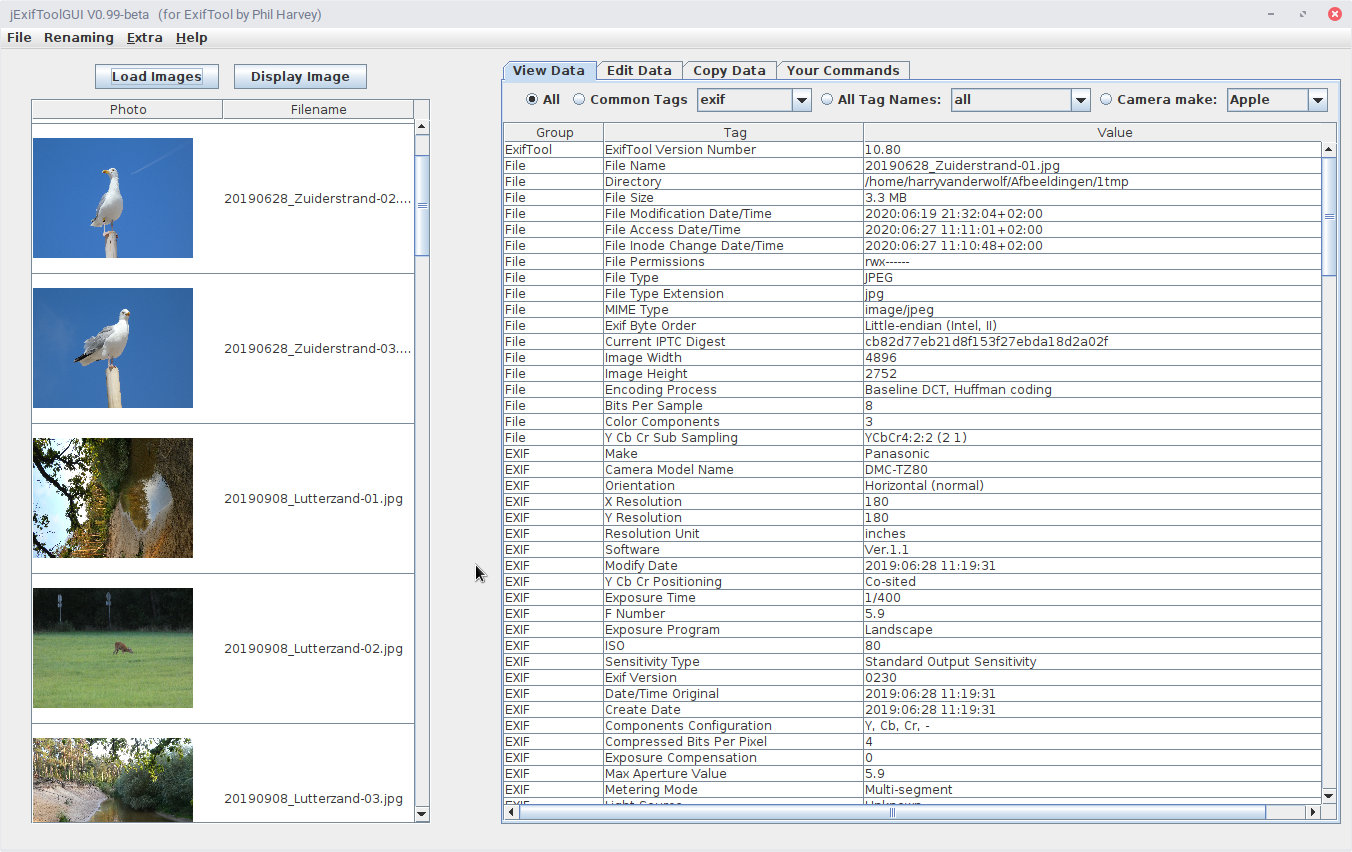 jExifToolGUI V0.99-beta (for ExifTool by Phil Harvey)
File Renaming Extra Help
Load Images Display Image
Photo Filename
20190628_Zuiderstrand-02....
20190628_Zuiderstrand-03....
20190908_Lutterzand-01.jpg
20190908_Lutterzand-02.jpg
20190908_Lutterzand-03.jpg
View Data Edit Data Copy Data Your Commands
All Common Tags exif All Tag Names: all Camera make: Apple
Group Tag Value
ExifTool ExifTool Version Number 10.80
File File Name 20190628_Zuiderstrand-01.jpg
File Directory /home/harryvanderwolf/Afbeeldingen/1tmp
File File Size 3.3 MB
File File Modification Date/Time 2020:06:19 21:32:04+02:00
File File Access Date/Time 2020:06:27 11:11:01+02:00
File File Inode Change Date/Time 2020:06:27 11:10:48+02:00
File File Permissions rwx------
File File Type JPEG
File File Type Extension jpg
File MIME Type image/jpeg
File Exif Byte Order Little-endian (Intel, II)
File Current IPTC Digest cb82d77eb21d8f153f27ebda18d2a02f
File Image Width 4896
File Image Height 2752
File Encoding Process Baseline DCT, Huffman coding
File Bits Per Sample 8
File Color Components 3
File Y Cb Cr Sub Sampling YCbCr4:2:2 (2 1)
EXIF Make Panasonic
EXIF Camera Model Name DMC-TZ80
EXIF Orientation Horizontal (normal)
EXIF X Resolution 180
EXIF Y Resolution 180
EXIF Resolution Unit inches
EXIF Software Ver.1.1
EXIF Modify Date 2019:06:28 11:19:31
EXIF Y Cb Cr Positioning Co-sited
EXIF Exposure Time 1/400
EXIF F Number 5.9
EXIF Exposure Program Landscape
EXIF ISO 80
EXIF Sensitivity Type Standard Output Sensitivity
EXIF Exif Version 0230
EXIF Date/Time Original 2019:06:28 11:19:31
EXIF Create Date 2019:06:28 11:19:31
EXIF Components Configuration Y, Cb, Cr, -
EXIF Compressed Bits Per Pixel 4
EXIF Exposure Compensation 0
EXIF Max Aperture Value 5.9
EXIF Metering Mode Multi-segment